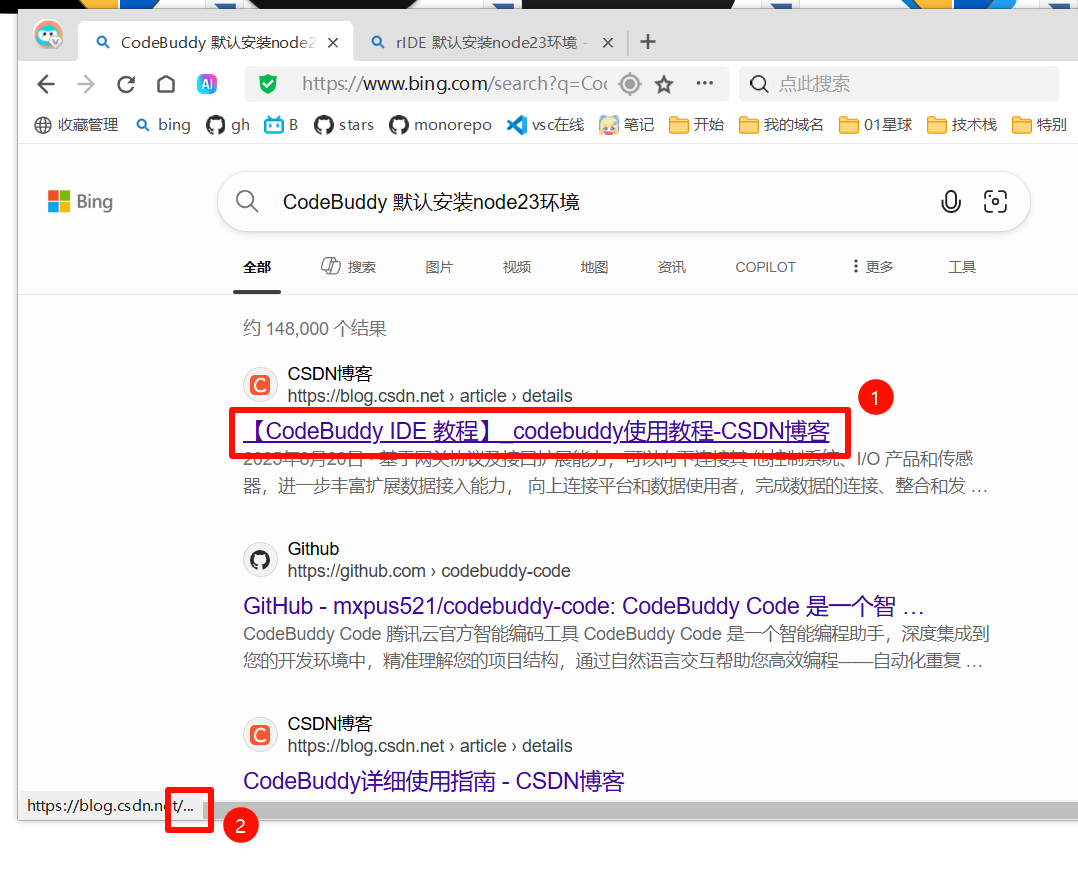 CodeBuddy 默认安装node2
rIDE 默认安装node23环境 -
AI
https://www.bing.com/search?q=Coc
点此搜索
收藏管理 bing gh B stars monorepo vsc在线 笔记 开始 我的域名 01星球 技术栈 特别
Bing
CodeBuddy 默认安装node23环境
全部 搜索 图片 视频 地图 资讯 COPILOT 更多 工具
约 148,000 个结果
CSDN博客
https://blog.csdn.net › article › details
1
【CodeBuddy IDE 教程】_codebuddy使用教程-CSDN博客
2025年8月20日 · 基于网关协议及接口扩展能力，可以向下连接其 他控制系统、I/O 产品和传感
器，进一步丰富扩展数据接入能力， 向上连接平台和数据使用者，完成数据的连接、整合和发 …
Github
https://github.com › codebuddy-code
GitHub - mxpus521/codebuddy-code: CodeBuddy Code 是一个智 …
CodeBuddy Code 腾讯云官方智能编码工具 CodeBuddy Code 是一个智能编程助手，深度集成到
您的开发环境中，精准理解您的项目结构，通过自然语言交互帮助您高效编程——自动化重复 …
CSDN博客
https://blog.csdn.net › article › details
CodeBuddy详细使用指南 - CSDN博客
https://blog.csdn.net/...
2